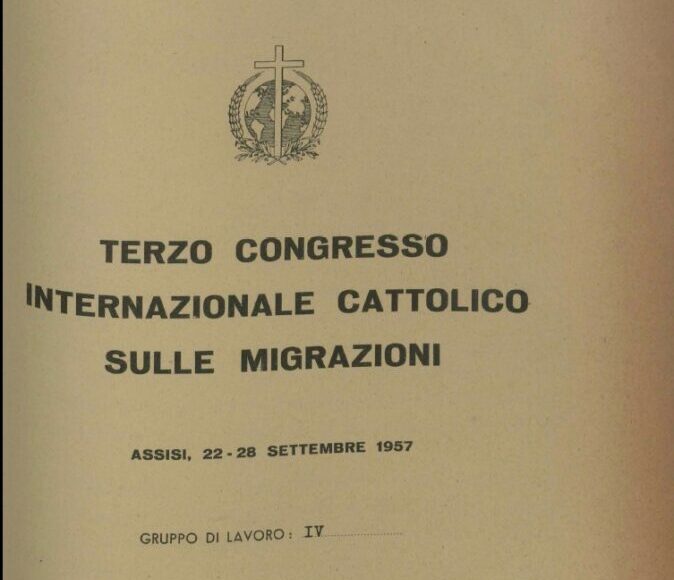 TERZO CONGRESSO
INTERNAZIONALE CATTOLICO
SULLE MIGRAZIONI
ASSISI, 22 - 28 SETTEMBRE 1957
GRUPPO DI LAVORO: IV